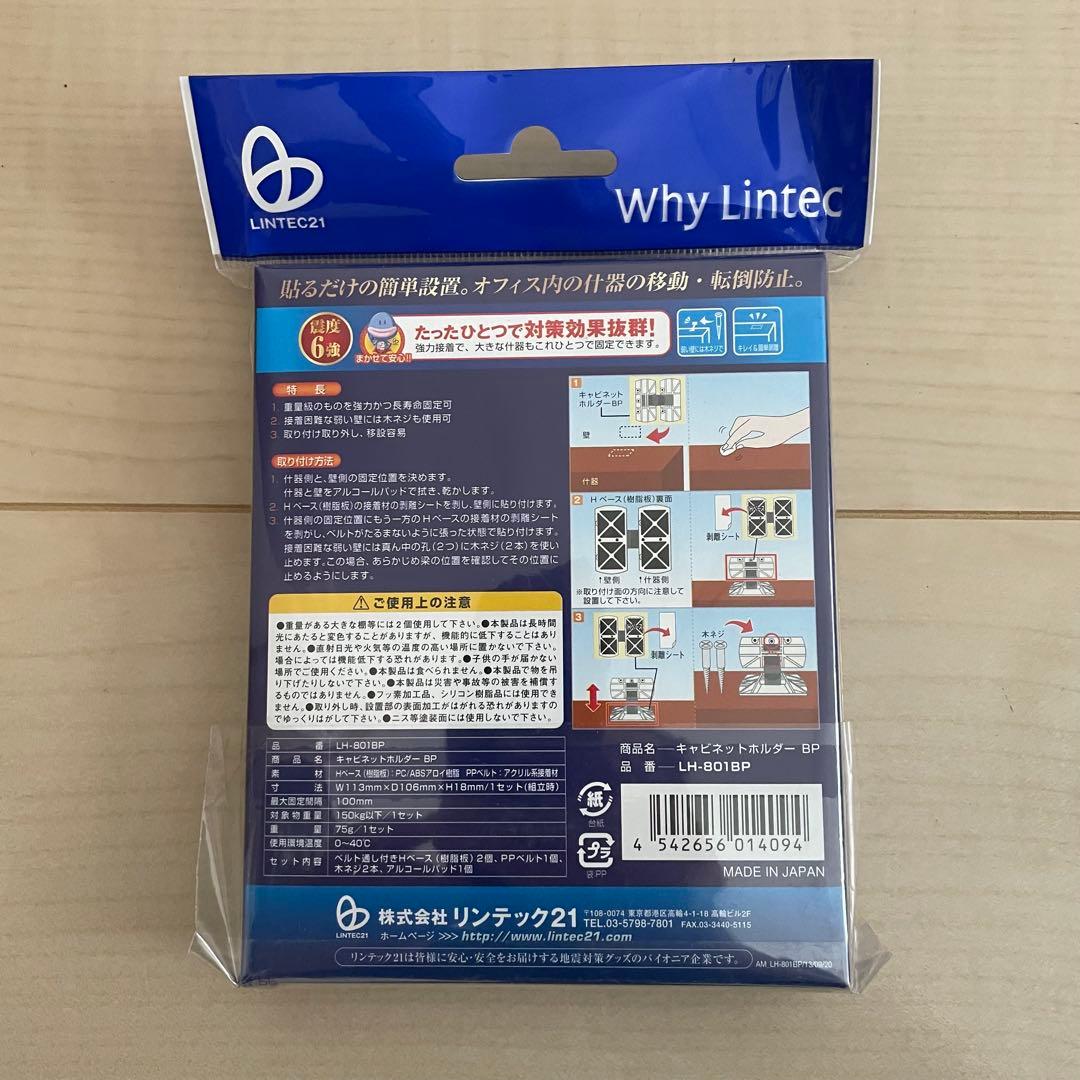 LINTEC21
Why Lintec
貼るだけの簡単設置。オフィス内の什器の移動・転倒防止。
震度
6強
まかせて安心!!
たったひとつで対策効果抜群!
強力接着で、大きな什器もこれひとつで固定できます。
弱い壁には木ネジで
キレイ&簡単剥離
特 長
1. 重量級のものを強力かつ長寿命固定可
2. 接着困難な弱い壁には木ネジも使用可
3. 取り付け取り外し、移設容易
取り付け方法
1. 什器側と、壁側の固定位置を決めます。
什器と壁をアルコールパッドで拭き、乾かします。
2. Hベース(樹脂板)の接着材の剥離シートを剥し、壁側に貼り付けます。
3. 什器側の固定位置にもう一方のHベースの接着材の剥離シート
を剥がし、ベルトがたるまないように張った状態で貼り付けます。
接着困難な弱い壁には真ん中の孔(2つ)に木ネジ(2本)を使い
止めます。この場合、あらかじめ梁の位置を確認してその位置に
止めるようにします。
ご使用上の注意
●重量がある大きな棚等には2個使用して下さい。●本製品は長時間
光にあたると変色することがありますが、機能的に低下することはあり
ません。●直射日光や火気等の温度の高い場所に置かないで下さい。
場合によっては機能低下する恐れがあります。●子供の手が届かない
場所でご使用ください。●本製品は食べられません。●本製品で物を吊
り下げたりしないで下さい。●本製品は災害や事故等の被害を補償す
るものではありません。●フッ素加工品、シリコン樹脂品には使用でき
ません。●取り外し時、設置部の表面加工がはがれる恐れがありますの
でゆっくりはがして下さい。●ニス等塗装面には使用しないで下さい。
1
キャビネット
ホルダーBP
壁
什器
2
Hベース(樹脂板)裏面
↑壁側
↑什器側
※取り付け面の方向に注意して
設置して下さい。
剥離シート
3
剥離シート
木ネジ
品 番 LH-801BP
商 品 名 キャビネットホルダー BP
素 材 Hベース(樹脂板):PC/ABSアロイ樹脂 PPベルト:アクリル系接着材
寸 法 W113mm×D106mm×H18mm/1セット(組立時)
最大固定間隔 100mm
対象物重量 150kg以下/1セット
重 量 75g/1セット
使用環境温度 0~40℃
セット内容 ベルト通し付きHベース(樹脂板)2個、PPベルト1個、
木ネジ2本、アルコールパッド1個
商品名―キャビネットホルダー BP
品 番―LH-801BP
紙
台紙
プラ
袋:PP
4 542656 014094
MADE IN JAPAN
LINTEC21
株式会社 リンテック21
〒108-0074 東京都港区高輪4-1-18 高輪ビル2F
TEL.03-5798-7801 FAX.03-3440-5115
ホームページ >>> http://www.lintec21.com
リンテック21は皆様に安心・安全をお届けする地震対策グッズのパイオニア企業です。
AM_LH-801BP/13/09/20